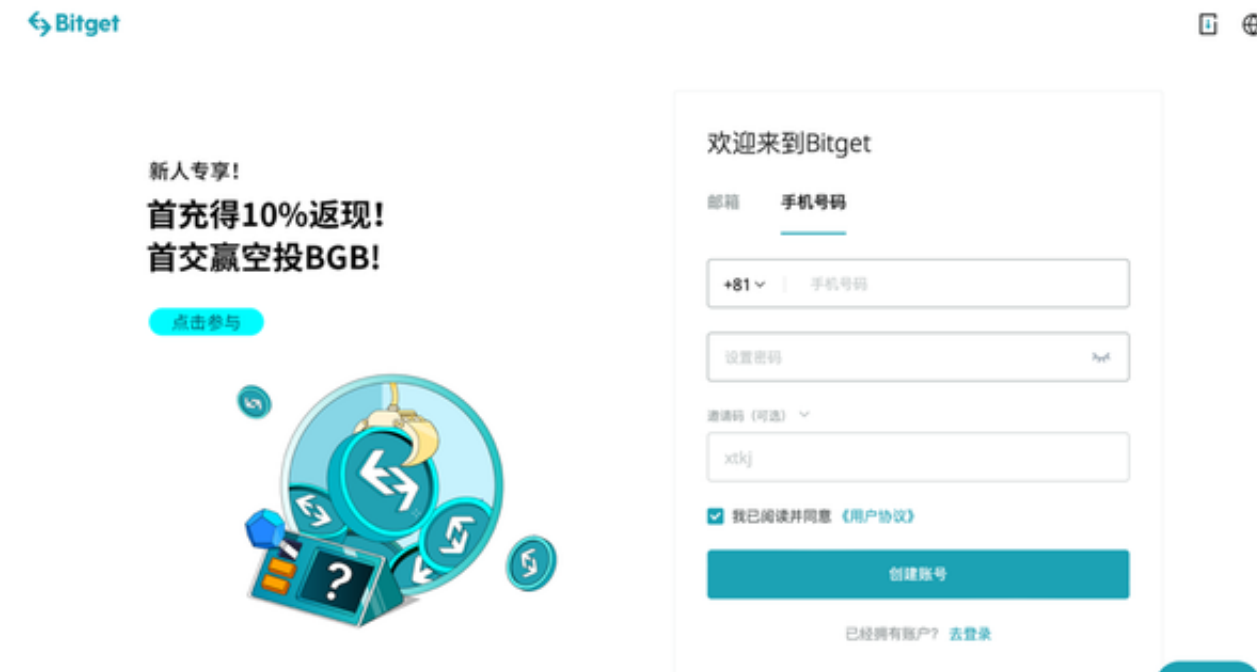 Bitget
新人专享!
首充得10%返现!
首交赢空投BGB!
点击参与
?
欢迎来到Bitget
邮箱 手机号码
+81 手机号码
设置密码
邀请码（可选）
xtkj
我已阅读并同意《用户协议》
创建账号
已经拥有账户? 去登录